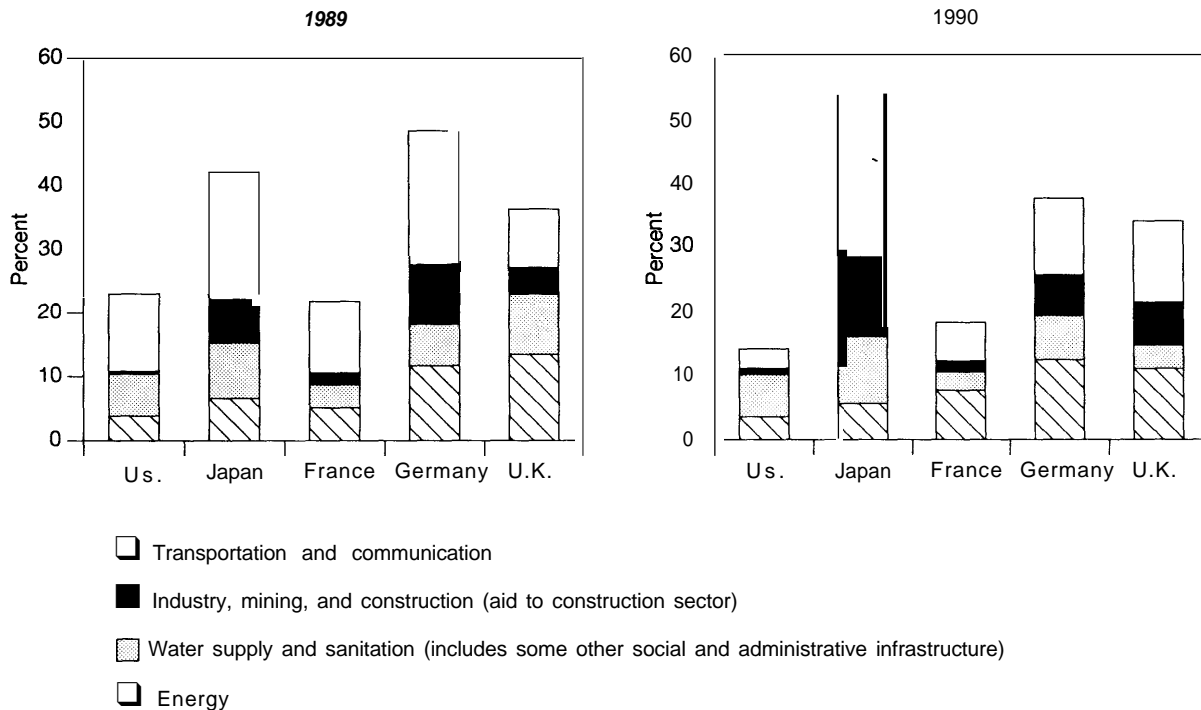 1989
60
50
40
30
20
10
0
Percent
Us. Japan France Germany U.K.
1990
60
50
40
30
20
10
0
Percent
Us. Japan France Germany U.K.
Transportation and communication
Industry, mining, and construction (aid to construction sector)
Water supply and sanitation (includes some other social and administrative infrastructure)
Energy